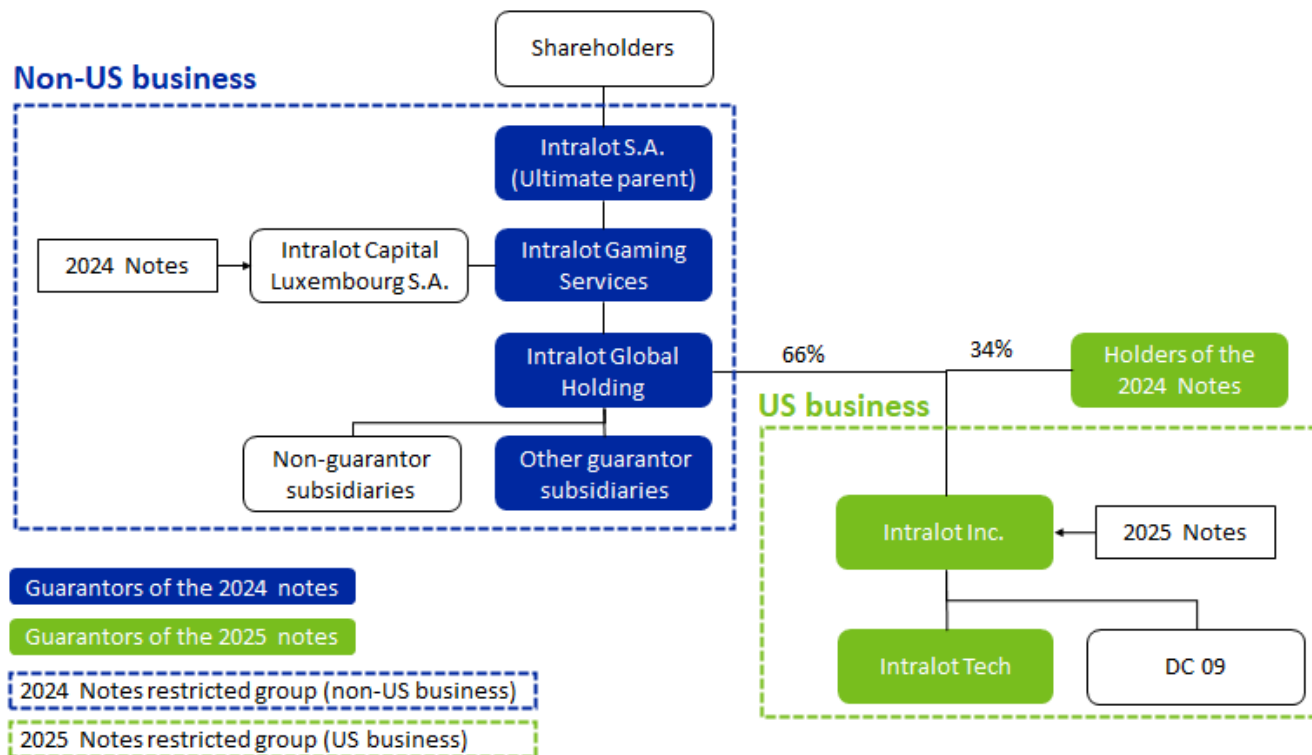 Shareholders
Non-US business
Intralot S.A.
(Ultimate parent)
2024 Notes
Intralot Capital
Luxembourg S.A.
Intralot Gaming
Services
Intralot Global
Holding
66%
34%
Holders of the
2024 Notes
US business
Non-guarantor
subsidiaries
Other guarantor
subsidiaries
Intralot Inc.
2025 Notes
Intralot Tech
DC 09
Guarantors of the 2024 notes
Guarantors of the 2025 notes
2024 Notes restricted group (non-US business)
2025 Notes restricted group (US business)